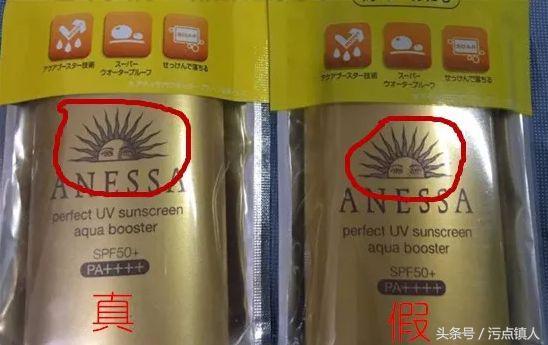 SOAP
アクアブースター技術
スーパー
ウォータープルーフ
せっけんで落ちる
ANESSA
perfect UV sunscreen
aqua booster
SPF50+
PA++++
真
SOAP
アクアブースター技術
スーパー
ウォータープルーフ
せっけんで落ちる
ANESSA
perfect UV sunscreen
aqua booster
SPF50+
PA++++
假
头条号 / 污点镇人